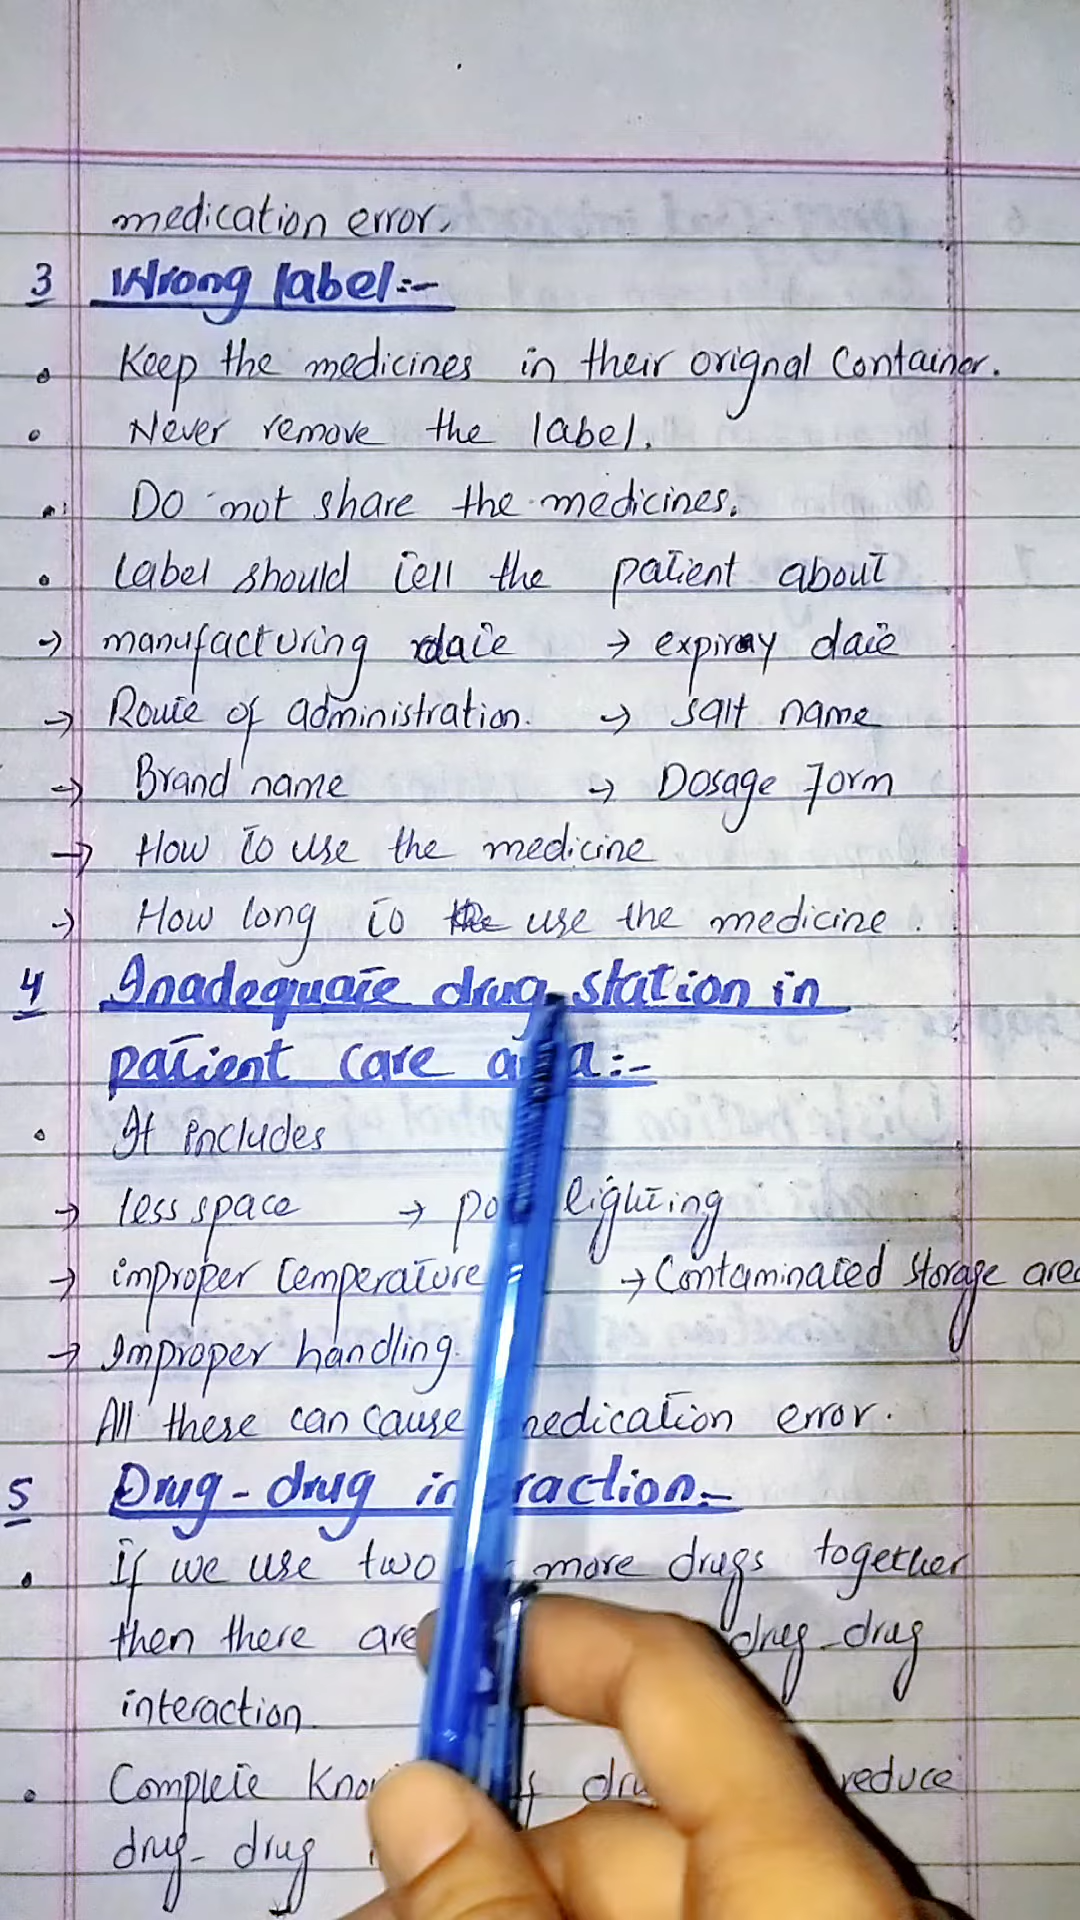 medication error.
3 Wrong label:-
• Keep the medicines in their orignal Container.
• Never remove the label.
• Do not share the medicines.
• Label should tell the patient about
→ manufacturing date → expiray date
→ Route of administration. → salt name
→ Brand name → Dosage Form
→ How to use the medicine
→ How long to use the medicine.
4 Inadequate drug station in
patient care area:-
• It includes
→ less space → lighting
→ improper temperature → Contaminated storage area
→ Improper handling.
All these can cause medication error.
5 Drug-drug interaction:-
• If we use two more drugs together
then there are drug-drug
interaction.
• Complete reduce
drug-drug